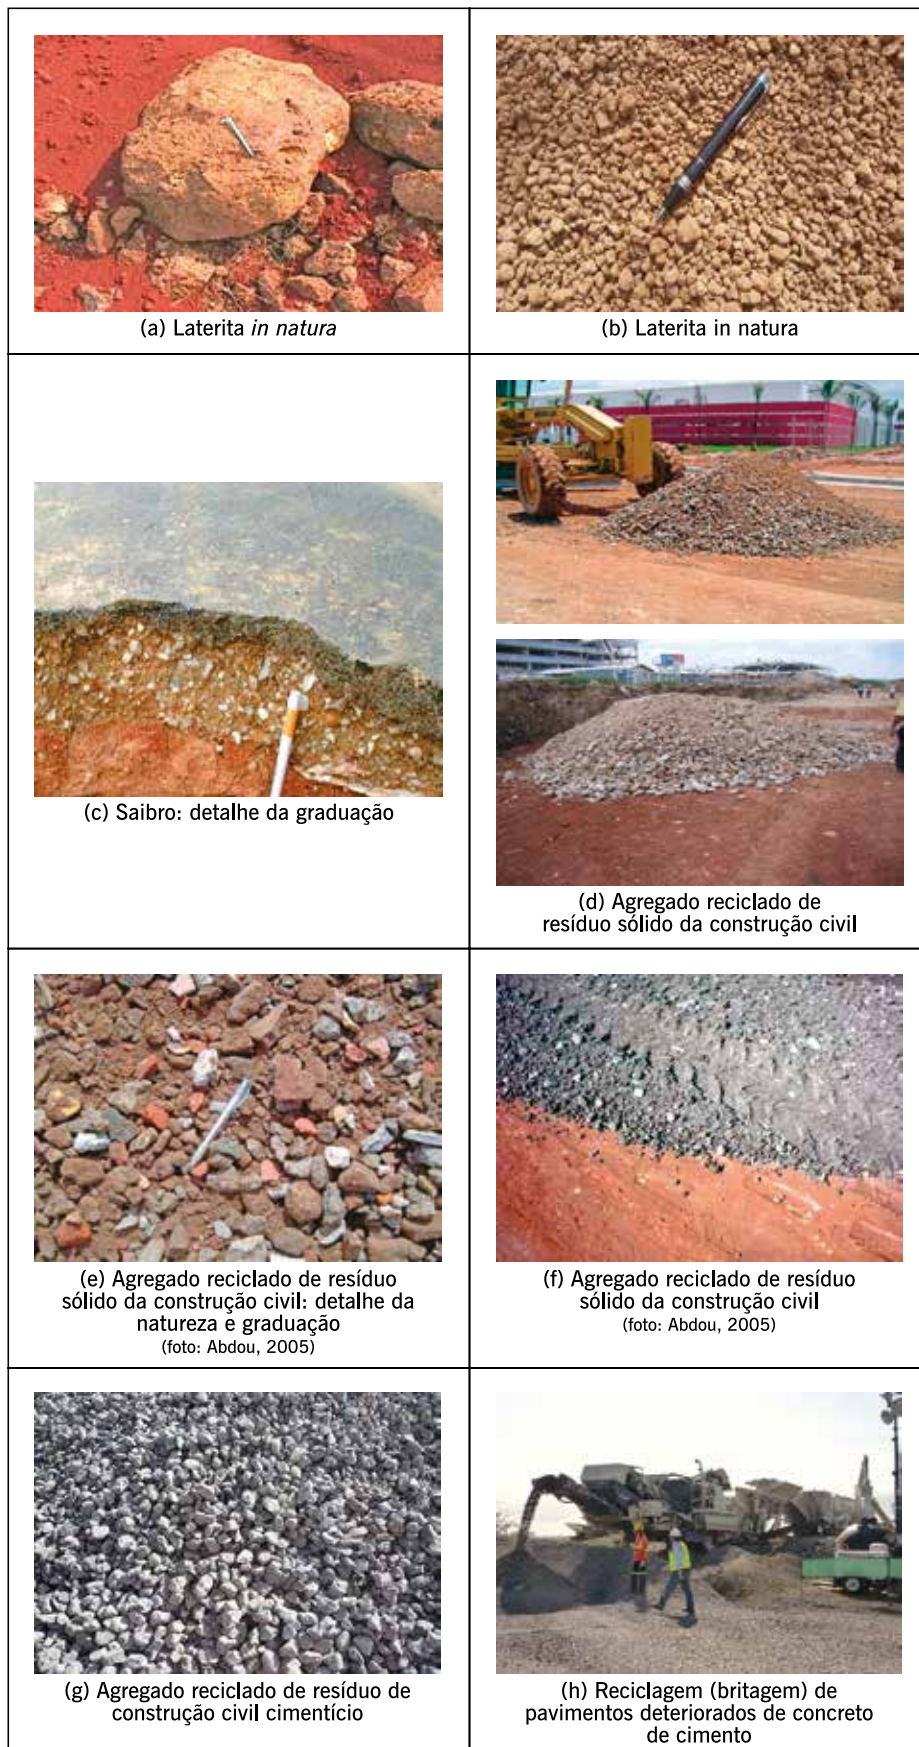 (a) Laterita in natura
(b) Laterita in natura
(c) Saibro: detalhe da graduação
(d) Agregado reciclado de
resíduo sólido da construção civil
(e) Agregado reciclado de resíduo
sólido da construção civil: detalhe da
natureza e graduação
(foto: Abdou, 2005)
(f) Agregado reciclado de resíduo
sólido da construção civil
(foto: Abdou, 2005)
(g) Agregado reciclado de resíduo de
construção civil cimentício
(h) Reciclagem (britagem) de
pavimentos deteriorados de concreto
de cimento